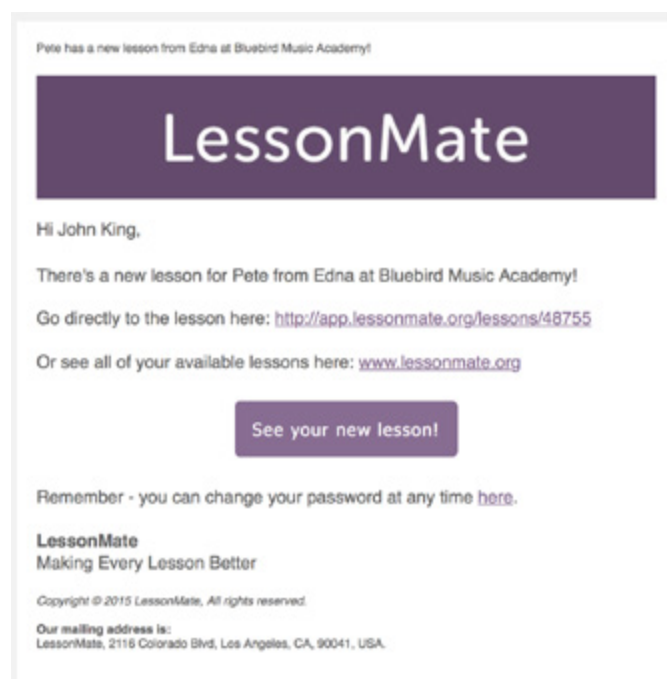 Pete has a new lesson from Edna at Bluebird Music Academy!
LessonMate
Hi John King,
There's a new lesson for Pete from Edna at Bluebird Music Academy!
Go directly to the lesson here: http://app.lessonmate.org/lessons/48755
Or see all of your available lessons here: www.lessonmate.org
See your new lesson!
Remember - you can change your password at any time here.
LessonMate
Making Every Lesson Better
Copyright © 2015 LessonMate, All rights reserved.
Our mailing address is:
LessonMate, 2116 Colorado Blvd, Los Angeles, CA, 90041, USA.